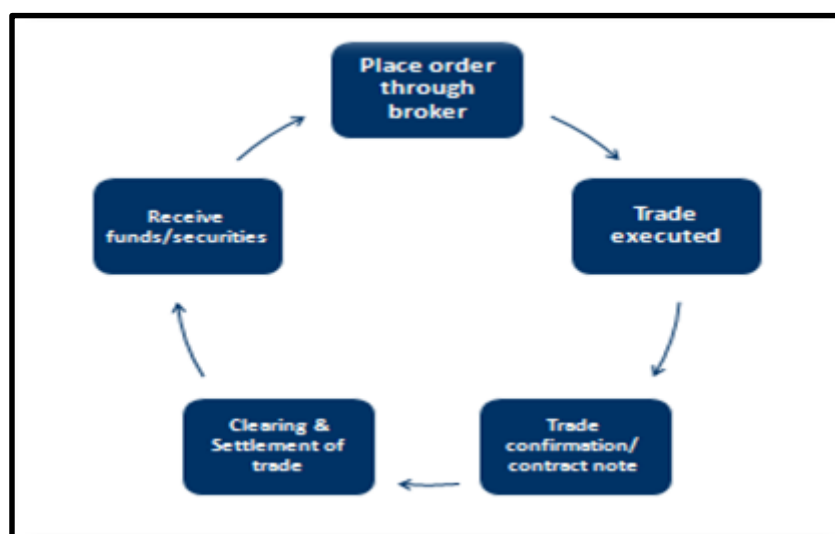 Place order
through
broker
Trade
executed
Trade
confirmation/
contract note
Clearing &
Settlement of
trade
Receive
funds/securities